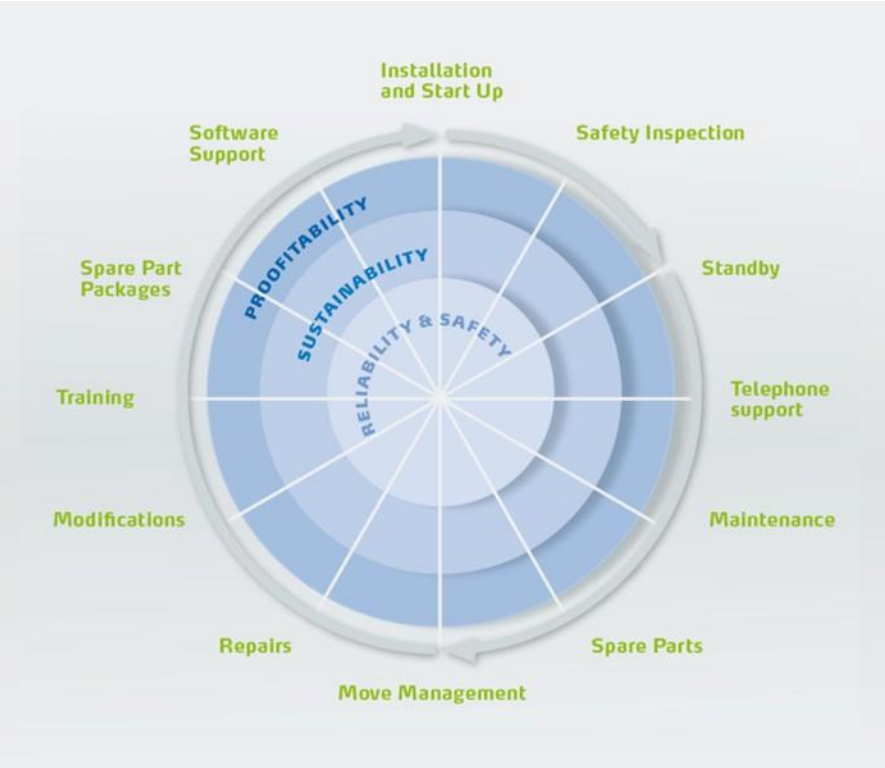 Installation
and Start Up
Safety Inspection
Standby
Telephone
support
Maintenance
Spare Parts
Move Management
Repairs
Modifications
Training
Spare Part
Packages
Software
Support
PROOFITABILITY
SUSTAINABILITY
RELIABILITY & SAFETY